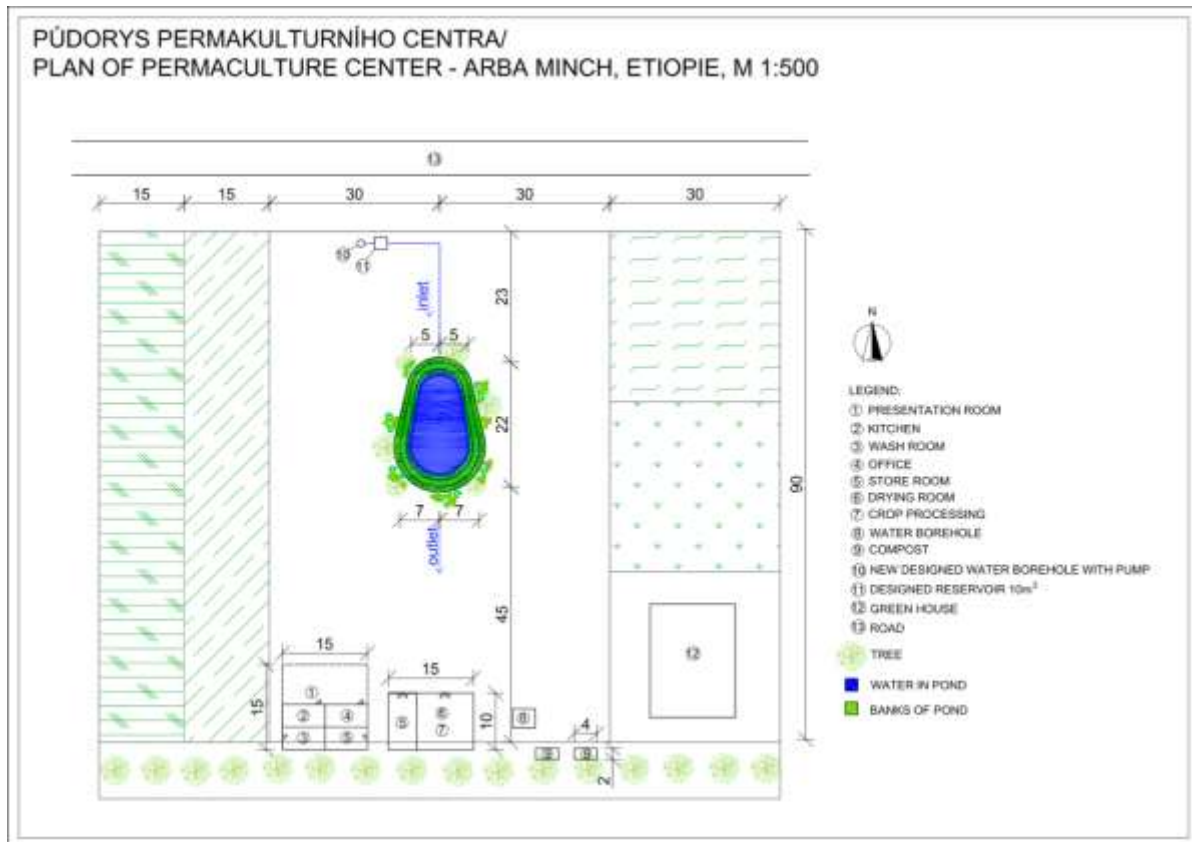 PÚDORYS PERMAKULTURNÍHO CENTRA/
PLAN OF PERMACULTURE CENTER - ARBA MINCH, ETIOPIE, M 1:500
⑬
15 15 30 30 30
⑩
⑪
inlet
23
5 5
22
90
7 7
outlet
45
N
LEGEND:
① PRESENTATION ROOM
② KITCHEN
③ WASH ROOM
④ OFFICE
⑤ STORE ROOM
⑥ DRYING ROOM
⑦ CROP PROCESSING
⑧ WATER BOREHOLE
⑨ COMPOST
⑩ NEW DESIGNED WATER BOREHOLE WITH PUMP
⑪ DESIGNED RESERVOIR 10m³
⑫ GREEN HOUSE
⑬ ROAD
TREE
WATER IN POND
BANKS OF POND
15
15
15
10
①
② ④
③ ⑤
⑥
⑦
⑧
4
⑨
2
⑫